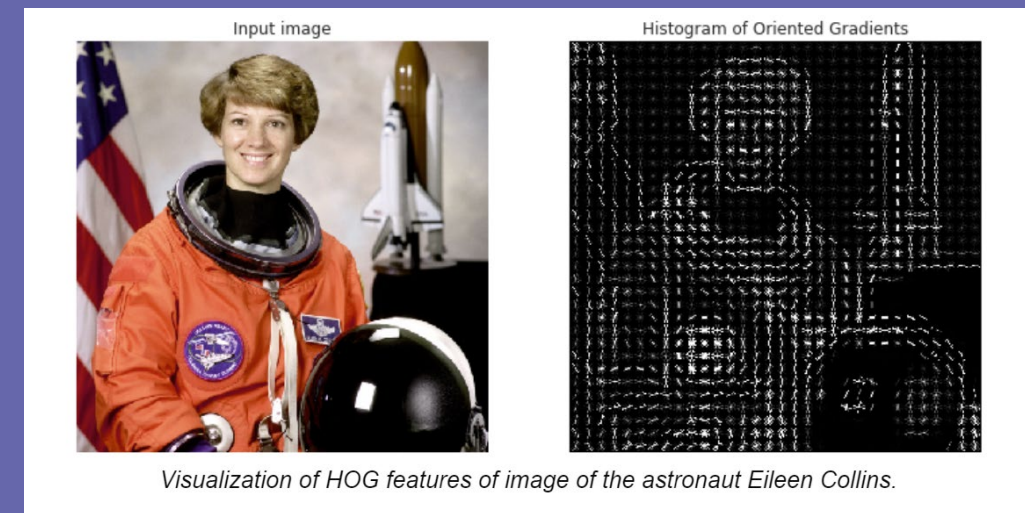 Input image
Histogram of Oriented Gradients
Visualization of HOG features of image of the astronaut Eileen Collins.